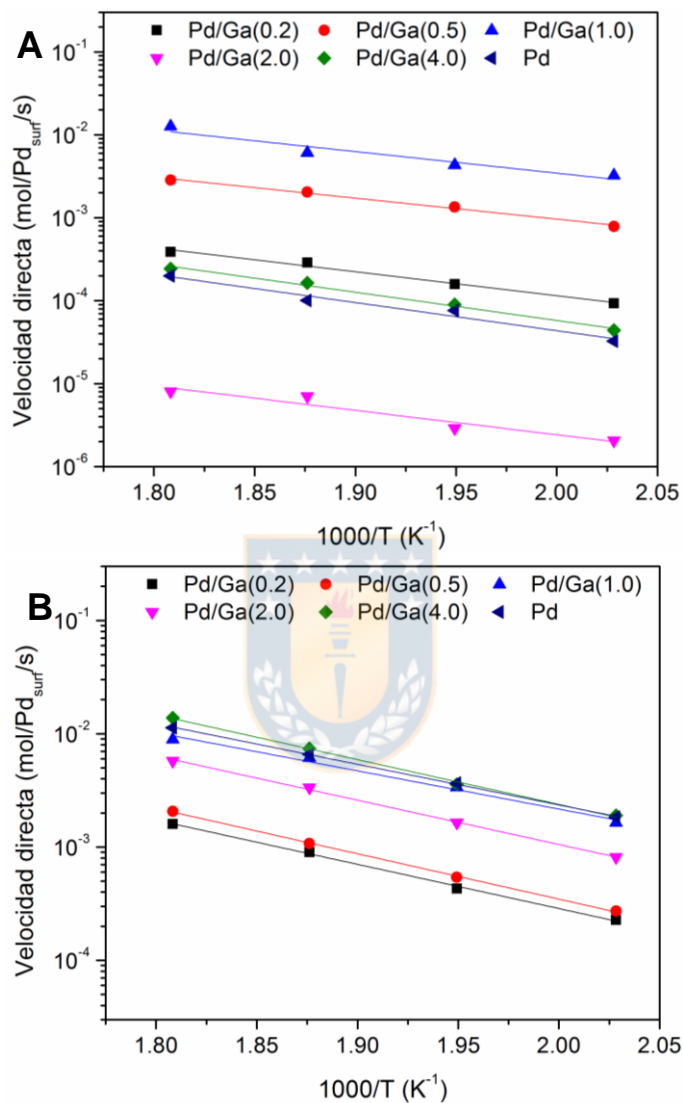 A
Pd/Ga(0.2) Pd/Ga(0.5) Pd/Ga(1.0)
Pd/Ga(2.0) Pd/Ga(4.0) Pd
Velocidad directa (mol/Pd_surf/s)
10⁻¹
10⁻²
10⁻³
10⁻⁴
10⁻⁵
10⁻⁶
1.80 1.85 1.90 1.95 2.00 2.05
1000/T (K⁻¹)
B
Pd/Ga(0.2) Pd/Ga(0.5) Pd/Ga(1.0)
Pd/Ga(2.0) Pd/Ga(4.0) Pd
Velocidad directa (mol/Pd_surf/s)
10⁻¹
10⁻²
10⁻³
10⁻⁴
1.80 1.85 1.90 1.95 2.00 2.05
1000/T (K⁻¹)